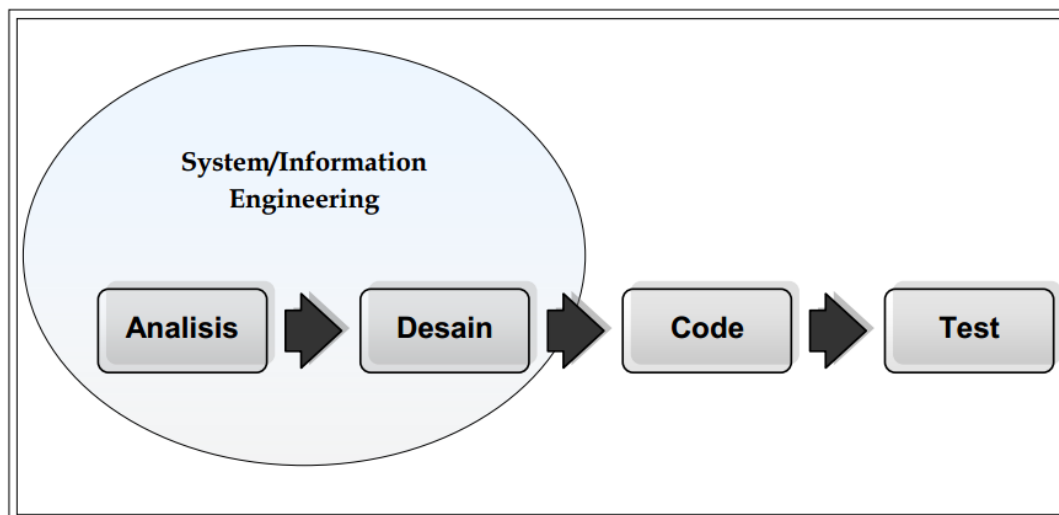 System/Information
Engineering
Analisis
Desain
Code
Test